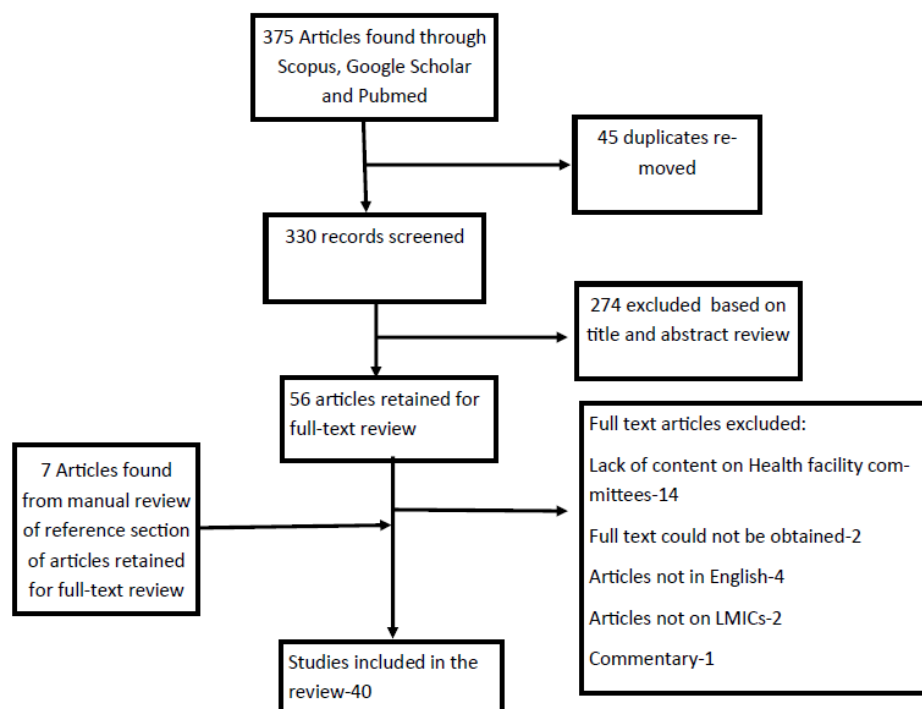 375 Articles found through
Scopus, Google Scholar
and Pubmed
45 duplicates re-
moved
330 records screened
274 excluded based on
title and abstract review
56 articles retained for
full-text review
7 Articles found
from manual review
of reference section
of articles retained
for full-text review
Full text articles excluded:
Lack of content on Health facility com-
mittees-14
Full text could not be obtained-2
Articles not in English-4
Articles not on LMICs-2
Commentary-1
Studies included in the
review-40